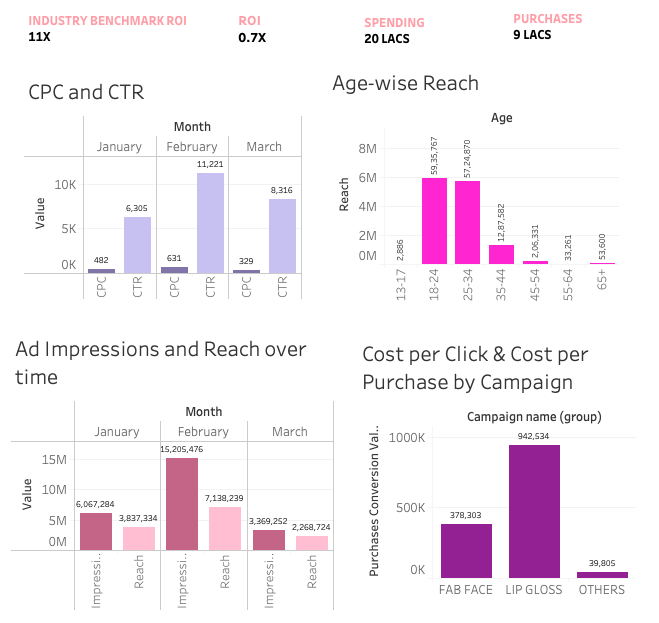 INDUSTRY BENCHMARK ROI
11X
ROI
0.7X
SPENDING
20 LACS
PURCHASES
9 LACS
CPC and CTR
Month
January February March
Value
10K
5K
0K
482
6,305
631
11,221
329
8,316
CPC CTR CPC CTR CPC CTR
Age-wise Reach
Age
Reach
8M
6M
4M
2M
0M
2,886
59,35,767
57,24,870
12,87,582
2,06,331
33,261
53,600
13-17 18-24 25-34 35-44 45-54 55-64 65+
Ad Impressions and Reach over
time
Month
January February March
Value
15M
10M
5M
0M
6,067,284
3,837,334
15,205,476
7,138,239
3,369,252
2,268,724
Impressi.. Reach Impressi.. Reach Impressi.. Reach
Cost per Click & Cost per
Purchase by Campaign
Campaign name (group)
Purchases Conversion Val..
1000K
500K
0K
378,303
942,534
39,805
FAB FACE LIP GLOSS OTHERS